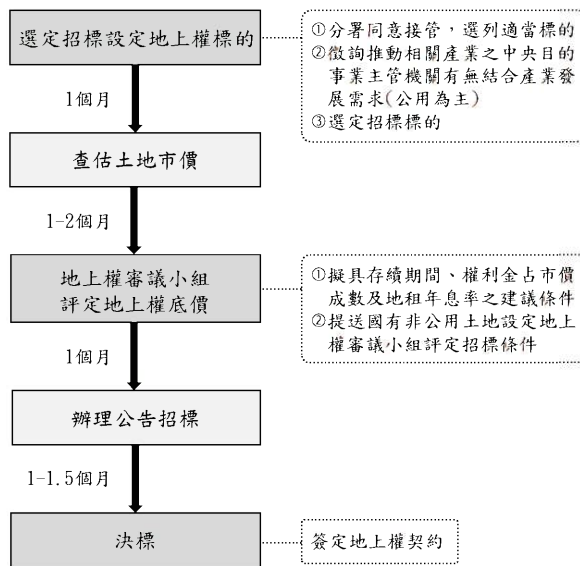 選定招標設定地上權標的
①分署同意接管，選列適當標的
②徵詢推動相關產業之中央目的
事業主管機關有無結合產業發
展需求(公用為主)
③選定招標標的
1個月
查估土地市價
1-2個月
地上權審議小組
評定地上權底價
①擬具存續期間、權利金占市價
成數及地租年息率之建議條件
②提送國有非公用土地設定地上
權審議小組評定招標條件
1個月
辦理公告招標
1-1.5個月
決標
簽定地上權契約